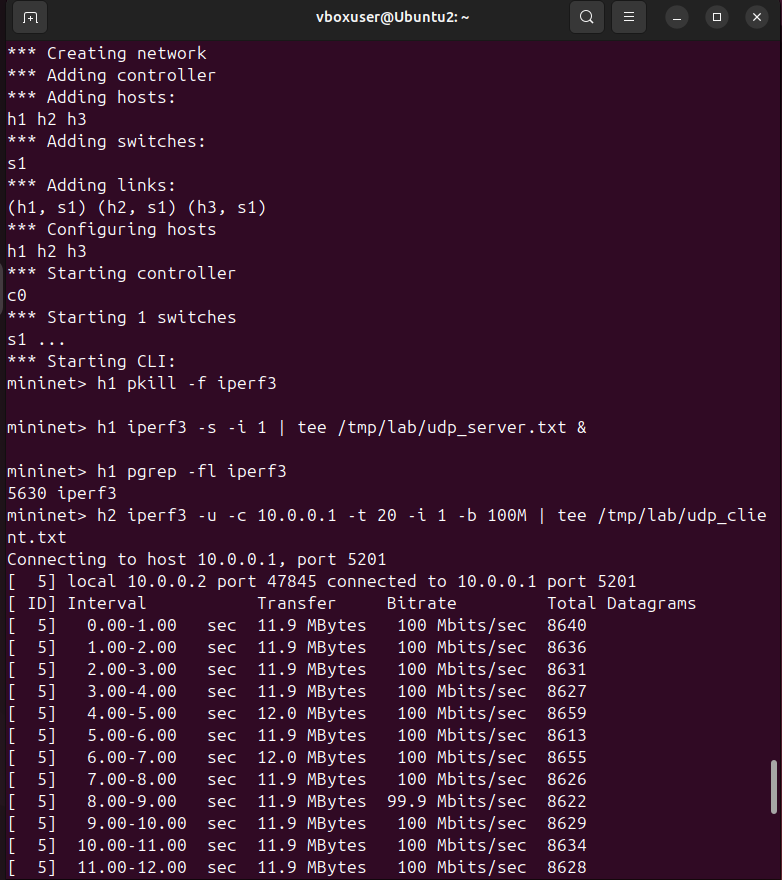 vboxuser@Ubuntu2: ~
*** Creating network
*** Adding controller
*** Adding hosts:
h1 h2 h3
*** Adding switches:
s1
*** Adding links:
(h1, s1) (h2, s1) (h3, s1)
*** Configuring hosts
h1 h2 h3
*** Starting controller
c0
*** Starting 1 switches
s1 ...
*** Starting CLI:
mininet> h1 pkill -f iperf3
mininet> h1 iperf3 -s -i 1 | tee /tmp/lab/udp_server.txt &
mininet> h1 pgrep -fl iperf3
5630 iperf3
mininet> h2 iperf3 -u -c 10.0.0.1 -t 20 -i 1 -b 100M | tee /tmp/lab/udp_clie
nt.txt
Connecting to host 10.0.0.1, port 5201
[  5] local 10.0.0.2 port 47845 connected to 10.0.0.1 port 5201
[ ID] Interval           Transfer     Bitrate         Total Datagrams
[  5]   0.00-1.00   sec  11.9 MBytes   100 Mbits/sec  8640
[  5]   1.00-2.00   sec  11.9 MBytes   100 Mbits/sec  8636
[  5]   2.00-3.00   sec  11.9 MBytes   100 Mbits/sec  8631
[  5]   3.00-4.00   sec  11.9 MBytes   100 Mbits/sec  8627
[  5]   4.00-5.00   sec  12.0 MBytes   100 Mbits/sec  8659
[  5]   5.00-6.00   sec  11.9 MBytes   100 Mbits/sec  8613
[  5]   6.00-7.00   sec  12.0 MBytes   100 Mbits/sec  8655
[  5]   7.00-8.00   sec  11.9 MBytes   100 Mbits/sec  8626
[  5]   8.00-9.00   sec  11.9 MBytes  99.9 Mbits/sec  8622
[  5]   9.00-10.00  sec  11.9 MBytes   100 Mbits/sec  8629
[  5]  10.00-11.00  sec  11.9 MBytes   100 Mbits/sec  8634
[  5]  11.00-12.00  sec  11.9 MBytes   100 Mbits/sec  8628